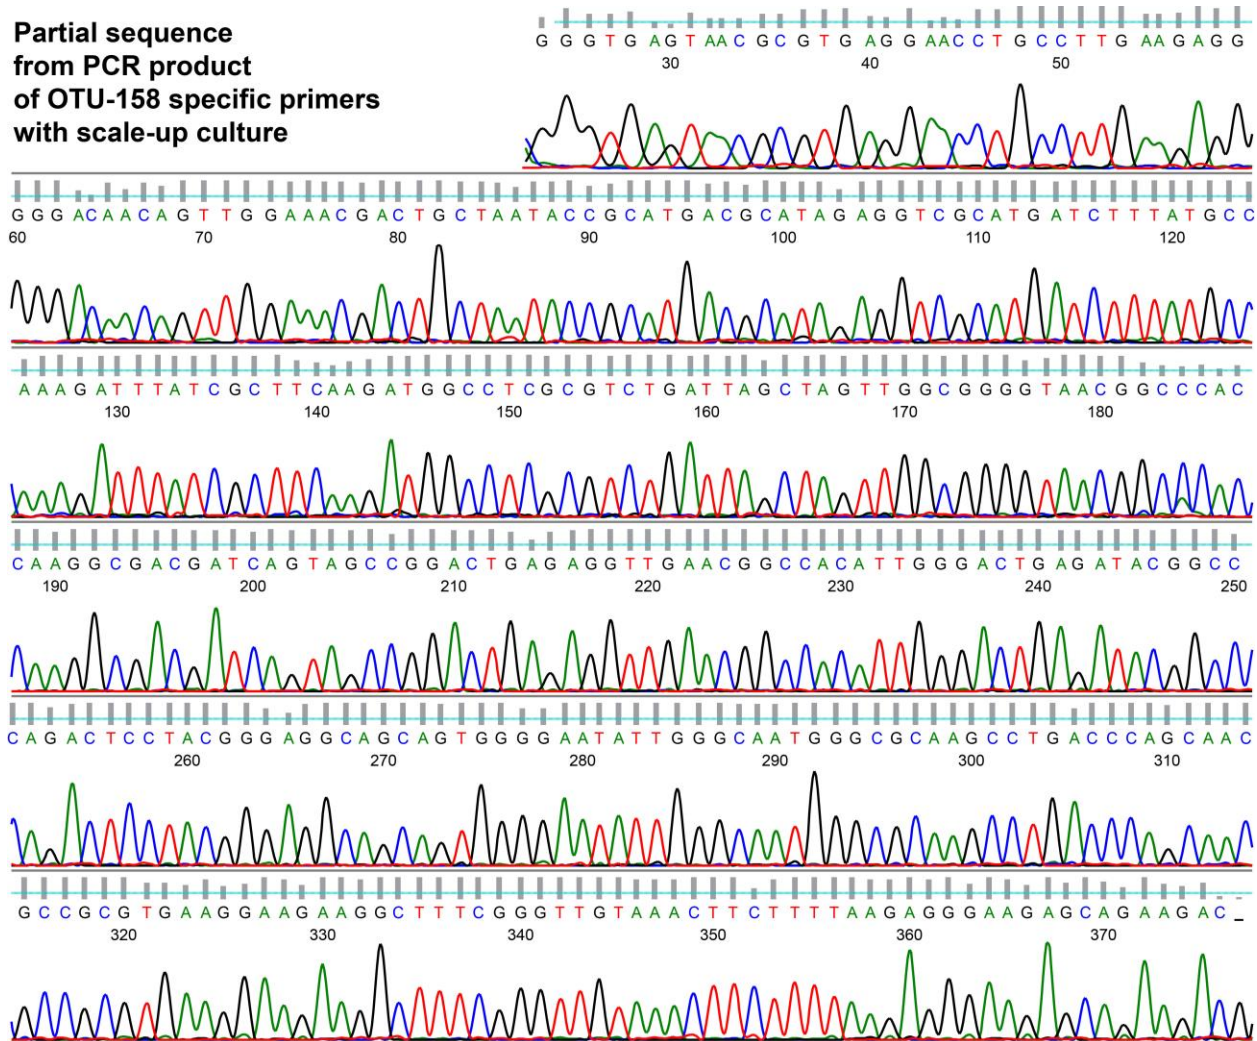 Partial sequence
from PCR product
of OTU-158 specific primers
with scale-up culture
G G G T G A G T A A C G C G T G A G G A A C C T G C C T T G A A G A G G
30 40 50
G G G A C A A C A G T T G G A A A C G A C T G C T A A T A C C G C A T G A C G C A T A G A G G T C G C A T G A T C T T T A T G C C
60 70 80 90 100 110 120
A A A G A T T T A T C G C T T C A A G A T G G C C T C G C G T C T G A T T A G C T A G T T G G C G G G G T A A C G G C C C A C
130 140 150 160 170 180
C A A G G C G A C G A T C A G T A G C C G G A C T G A G A G G T T G A A C G G C C A C A T T G G G A C T G A G A T A C G G C C
190 200 210 220 230 240 250
C A G A C T C C T A C G G G A G G C A G C A G T G G G G A A T A T T G G G C A A T G G G C G C A A G C C T G A C C C A G C A A C
260 270 280 290 300 310
G C C G C G T G A A G G A A G A A G G C T T T C G G G T T G T A A A C T T C T T T T A A G A G G G A A G A G C A G A A G A C _
320 330 340 350 360 370